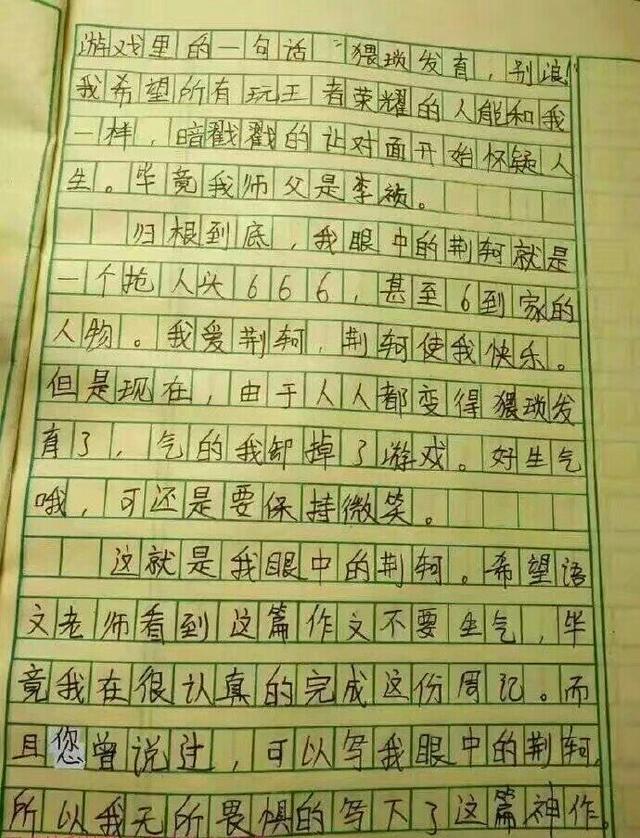 游戏里的一句话："猥琐发育，别浪！"
我希望所有玩王者荣耀的人能和我
一样，暗戳戳的让对面开始怀疑人
生。毕竟我师父是李祯。
归根到底，我眼中的荆轲就是
一个抢人头666，甚至6到家的
人物。我爱荆轲，荆轲使我快乐。
但是现在，由于人人都变得猥琐发
育了，气的我卸掉了游戏。好生气
哦，可还是要保持微笑。
这就是我眼中的荆轲。希望语
文老师看到这篇作文不要生气，毕
竟我在很认真的完成这份周记。而
且您曾说过，可以写我眼中的荆轲，
所以我无所畏惧的写下了这篇神作。